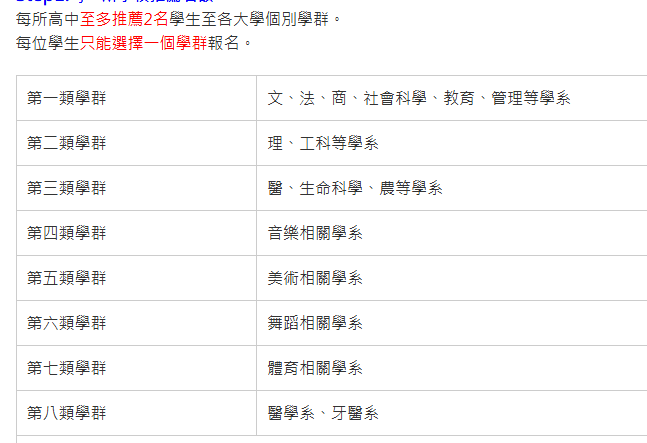 每所高中至多推薦2名學生至各大學個別學群。
每位學生只能選擇一個學群報名。
第一類學群 文、法、商、社會科學、教育、管理等學系
第二類學群 理、工科等學系
第三類學群 醫、生命科學、農等學系
第四類學群 音樂相關學系
第五類學群 美術相關學系
第六類學群 舞蹈相關學系
第七類學群 體育相關學系
第八類學群 醫學系、牙醫系